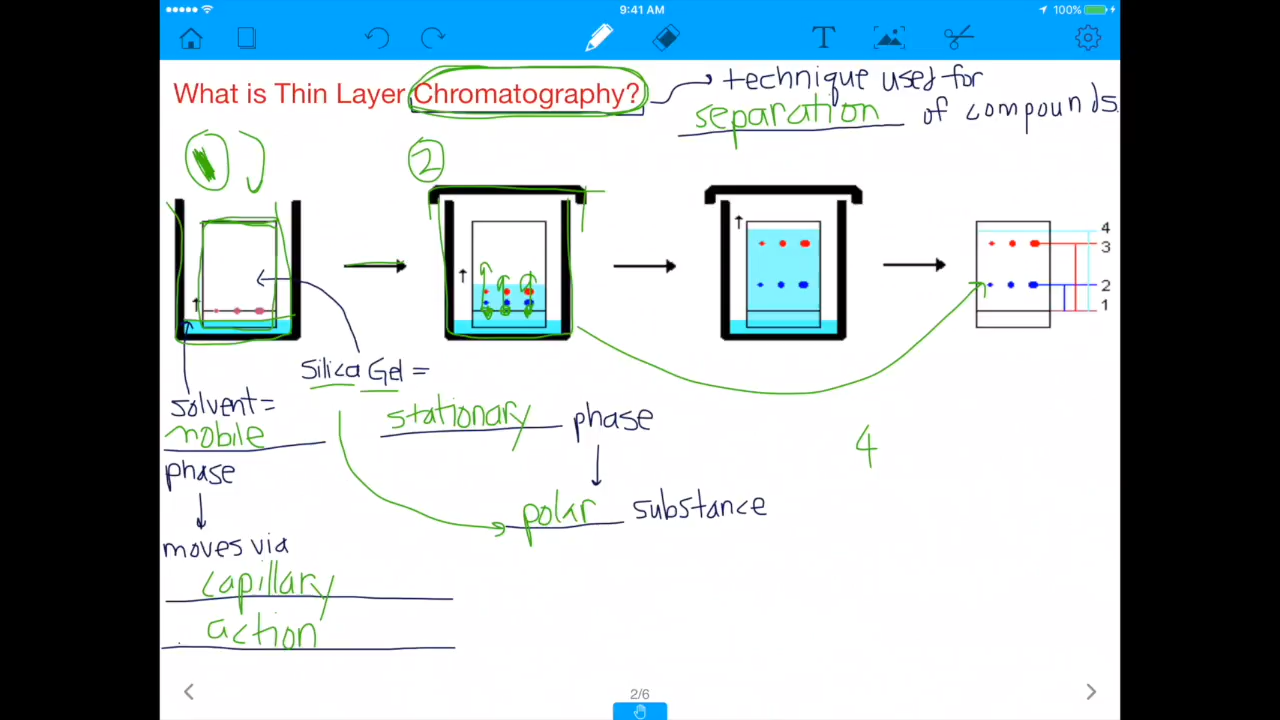 9:41 AM
100%
T
What is Thin Layer Chromatography?
technique used for
separation of compounds
2
4
3
2
1
Silica Gel =
solvent =
mobile
stationary phase
phase
4
polar substance
moves via
capillary
action
2/6